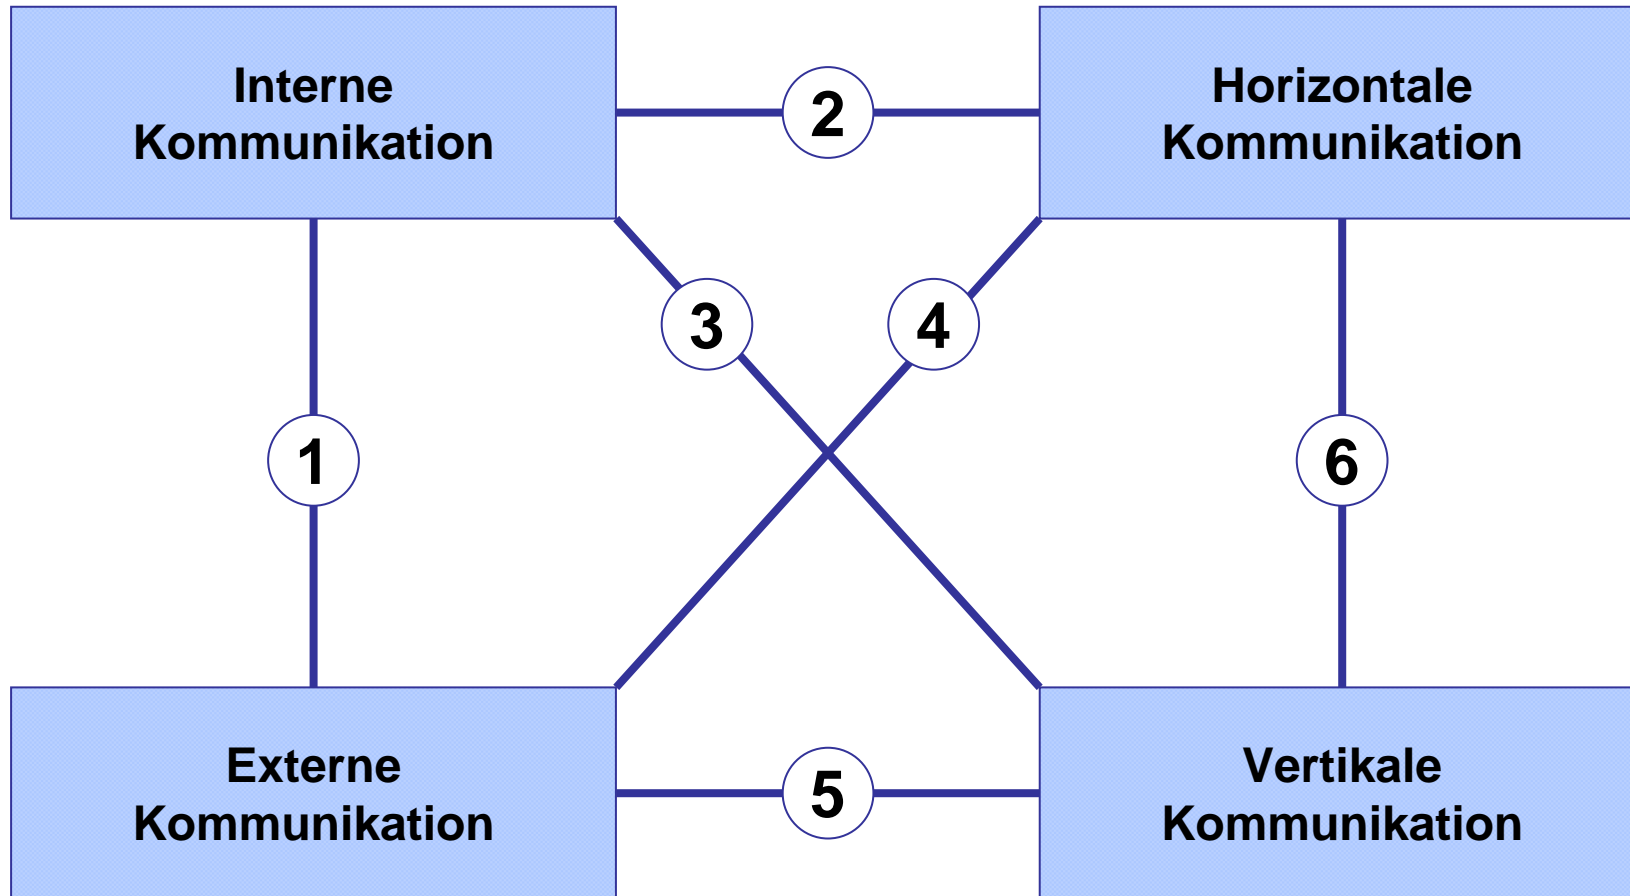 Interne
Kommunikation
2
Horizontale
Kommunikation
3
4
1
6
Externe
Kommunikation
5
Vertikale
Kommunikation